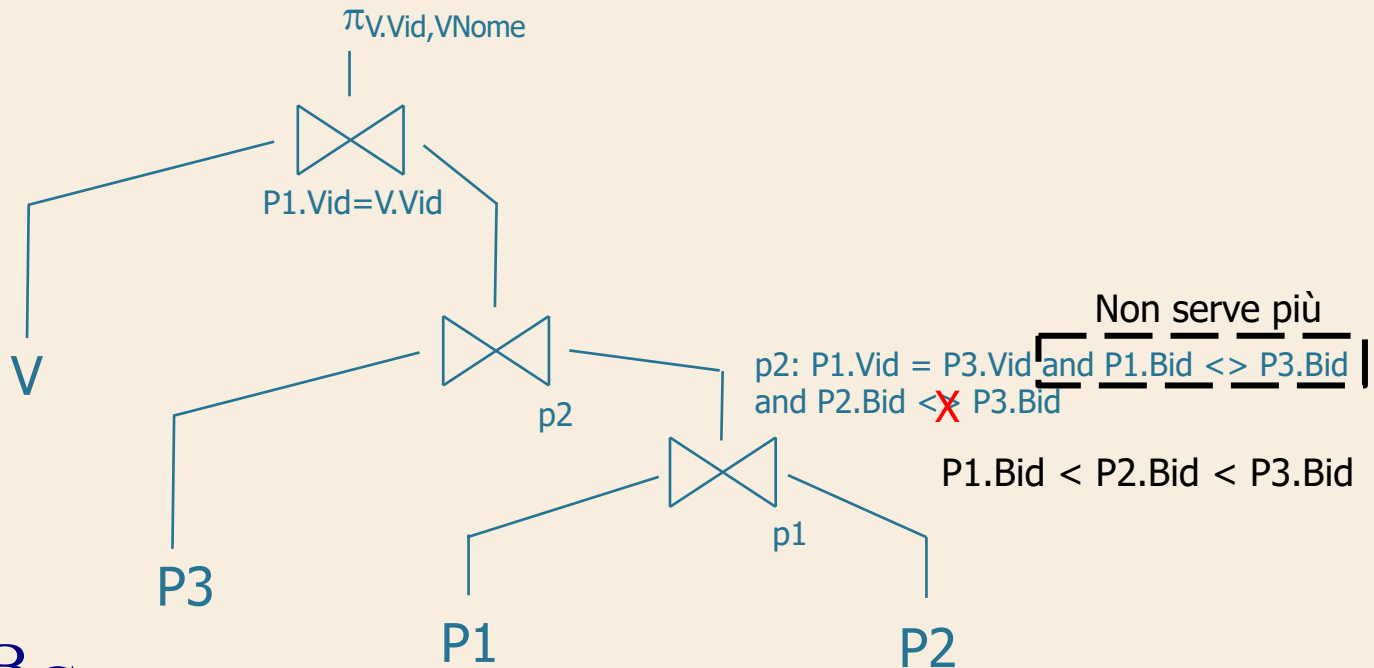 πV.Vid,VNome
P1.Vid=V.Vid
Non serve più
V
p2: P1.Vid = P3.Vid and P1.Bid <> P3.Bid
and P2.Bid <> P3.Bid
X
p2
P1.Bid < P2.Bid < P3.Bid
p1
P3
P1
P2